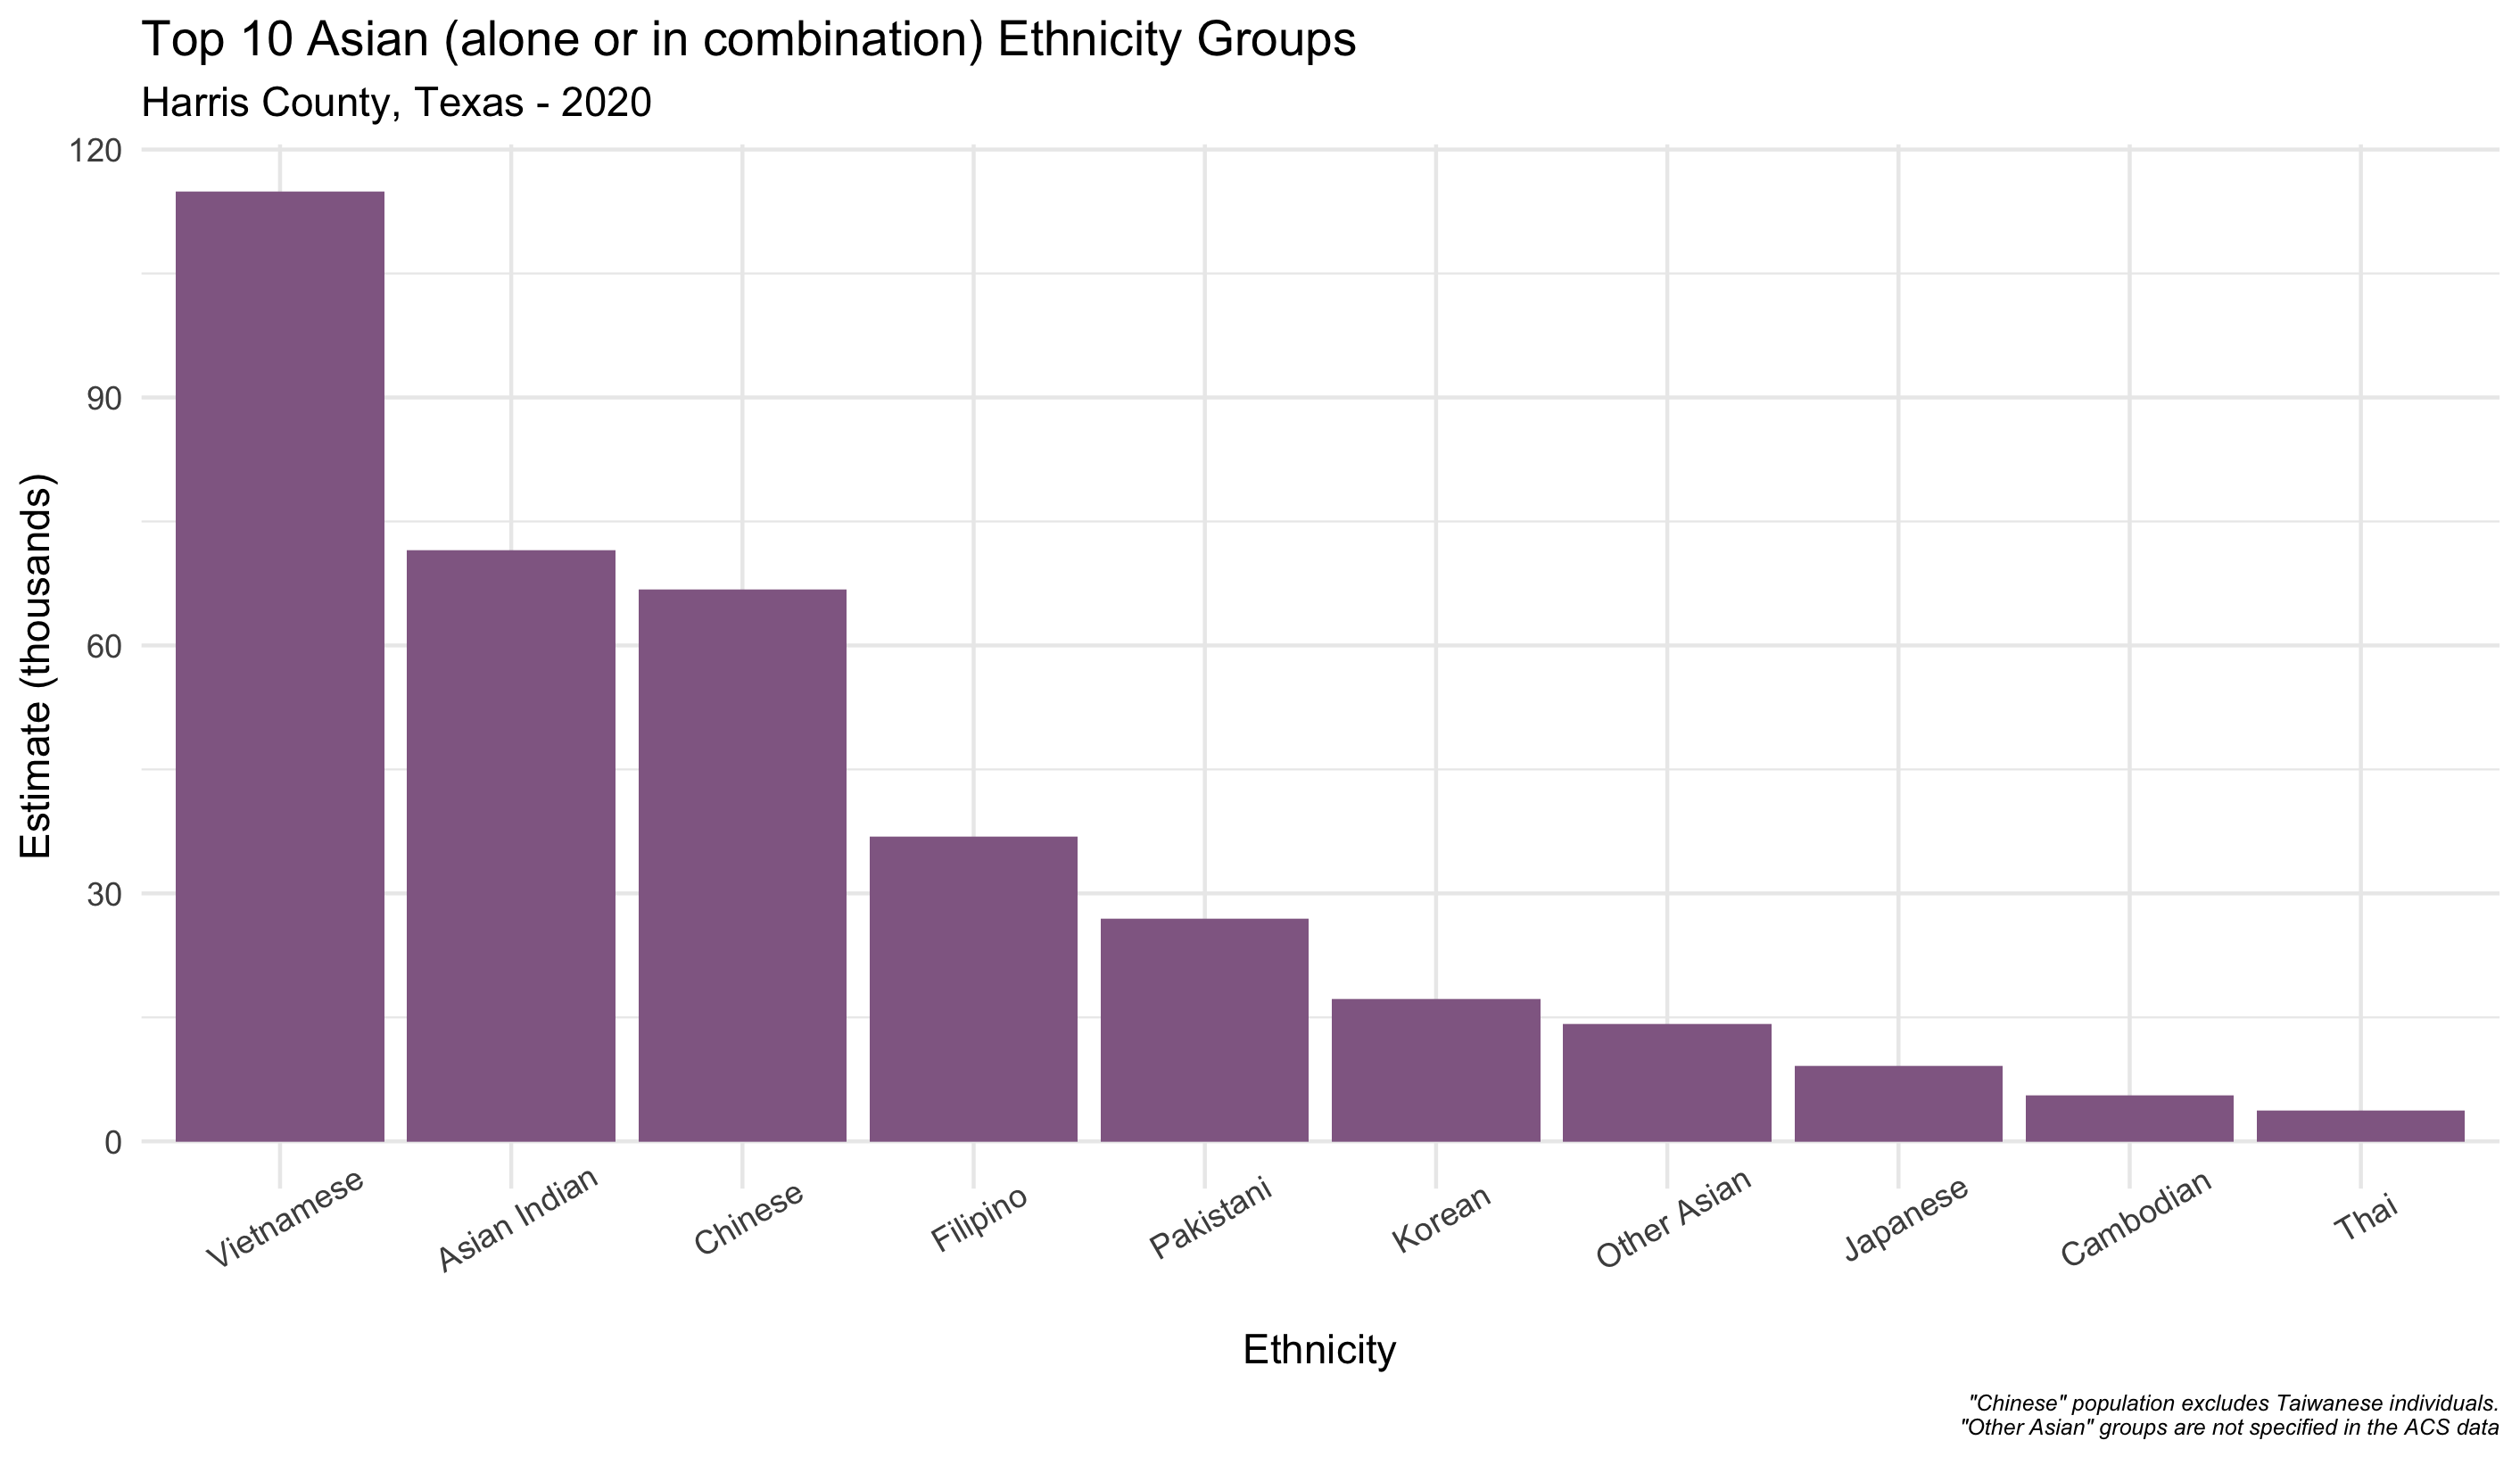 Top 10 Asian (alone or in combination) Ethnicity Groups
Harris County, Texas - 2020
Estimate (thousands)
120
90
60
30
0
Vietnamese
Asian Indian
Chinese
Filipino
Pakistani
Korean
Other Asian
Japanese
Cambodian
Thai
Ethnicity
"Chinese" population excludes Taiwanese individuals.
"Other Asian" groups are not specified in the ACS data